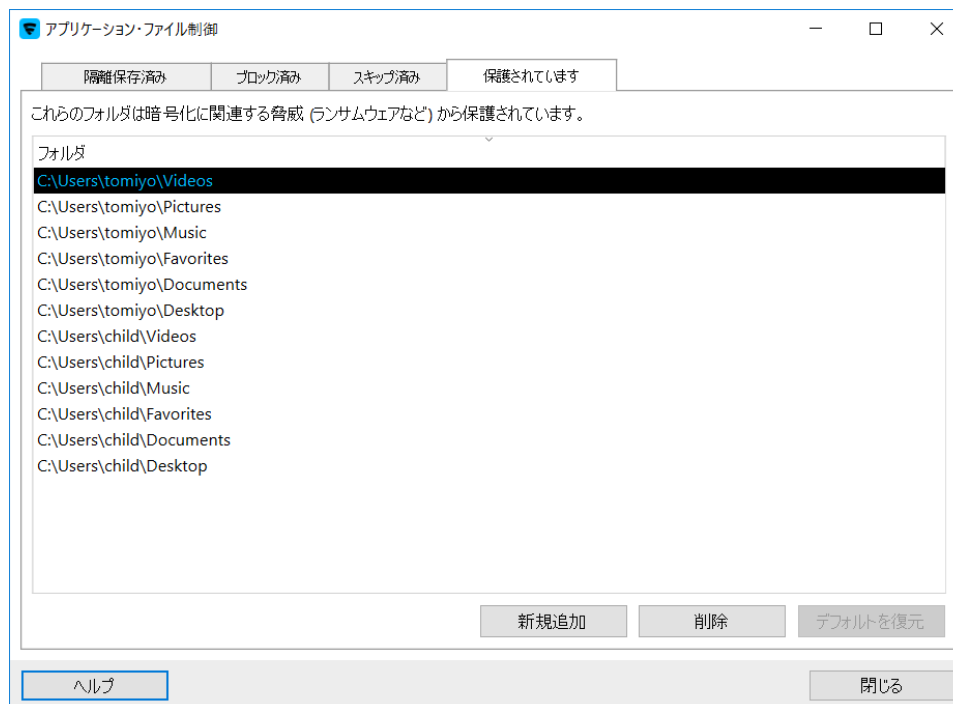 アプリケーション・ファイル制御
隔離保存済み ブロック済み スキップ済み 保護されています
これらのフォルダは暗号化に関連する脅威 (ランサムウェアなど) から保護されています。
フォルダ
C:\Users\tomiyo\Videos
C:\Users\tomiyo\Pictures
C:\Users\tomiyo\Music
C:\Users\tomiyo\Favorites
C:\Users\tomiyo\Documents
C:\Users\tomiyo\Desktop
C:\Users\child\Videos
C:\Users\child\Pictures
C:\Users\child\Music
C:\Users\child\Favorites
C:\Users\child\Documents
C:\Users\child\Desktop
新規追加 削除 デフォルトを復元
ヘルプ 閉じる